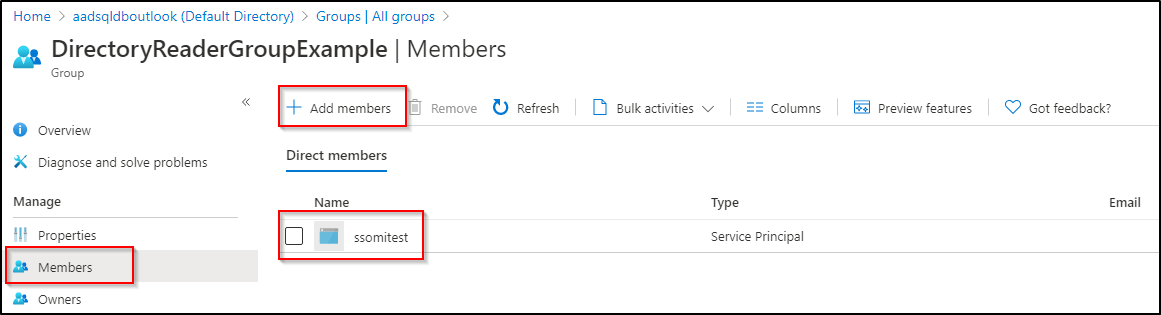 Home > aadsqldboutlook (Default Directory) > Groups | All groups >
DirectoryReaderGroupExample | Members
Group
«
+ Add members Remove Refresh Bulk activities Columns Preview features Got feedback?
Overview
Diagnose and solve problems
Manage
Properties
Members
Owners
Direct members
Name Type Email
ssomitest Service Principal